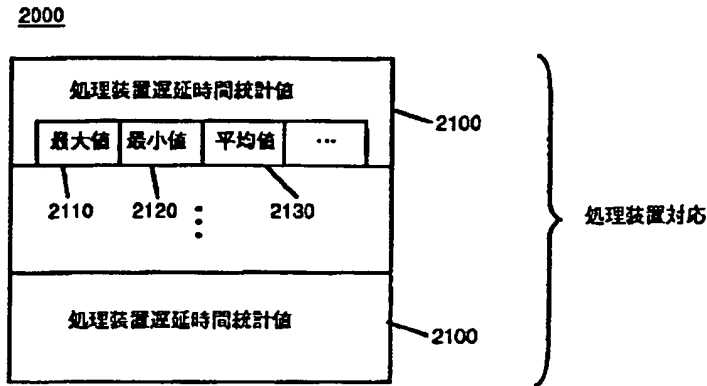 2000
処理装置遅延時間統計値
2100
最大値 最小値 平均値 …
2110 2120 2130
処理装置対応
処理装置遅延時間統計値
2100